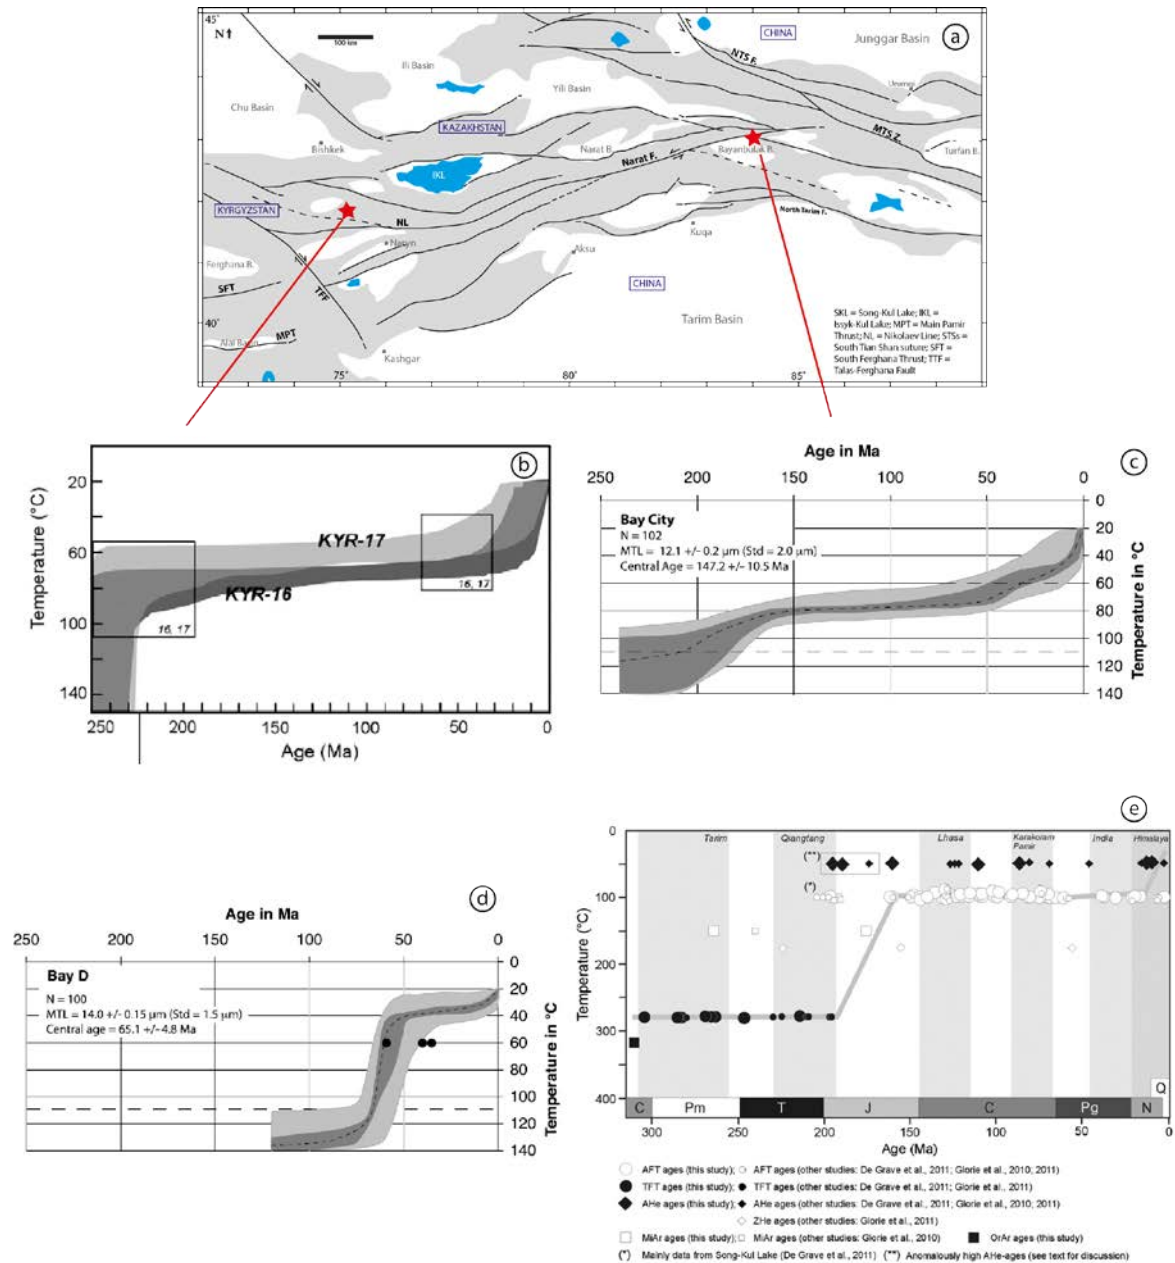 45°
N
100 km
CHINA
Junggar Basin
a
NTS F.
Ili Basin
Yili Basin
Urumqi
Chu Basin
KAZAKHSTAN
MTS Z.
Bishkek
Narat B.
Narat F.
Bayanbulak B.
Turfan B.
IKL
KYRGYZSTAN
NL
North Tarim F.
Naryn
Kuqa
Aksu
Ferghana B.
CHINA
SFT
TFF
Tarim Basin
40°
MPT
Alai Basin
Kashgar
SKL = Song-Kul Lake; IKL =
Issyk-Kul Lake; MPT = Main Pamir
Thrust; NL = Nikolaev Line; STSs =
South Tian Shan suture; SFT =
South Ferghana Thrust; TTF =
Talas-Ferghana Fault
75°
80°
85°
b
Temperature (°C)
20
60
100
140
KYR-17
KYR-16
16, 17
16, 17
250 200 150 100 50 0
Age (Ma)
Age in Ma
c
250 200 150 100 50 0
Bay City
N = 102
MTL = 12.1 +/- 0.2 µm (Std = 2.0 µm)
Central Age = 147.2 +/- 10.5 Ma
0
20
40
60
80
100
120
140
Temperature in °C
d
Age in Ma
250 200 150 100 50 0
Bay D
N = 100
MTL = 14.0 +/- 0.15 µm (Std = 1.5 µm)
Central age = 65.1 +/- 4.8 Ma
0
20
40
60
80
100
120
140
Temperature in °C
e
Tarim Qiangtang Lhasa Karakoram Pamir India Himalaya
(**)
(*)
Temperature (°C)
0
100
200
300
400
Q
C Pm T J C Pg N
300 250 200 150 100 50 0
Age (Ma)
AFT ages (this study); AFT ages (other studies: De Grave et al., 2011; Glorie et al., 2010; 2011)
TFT ages (this study); TFT ages (other studies: De Grave et al., 2011; Glorie et al., 2011)
AHe ages (this study); AHe ages (other studies: De Grave et al., 2011; Glorie et al., 2010; 2011)
ZHe ages (other studies: Glorie et al., 2011)
MiAr ages (this study); MiAr ages (other studies: Glorie et al., 2010) OrAr ages (this study)
(*) Mainly data from Song-Kul Lake (De Grave et al., 2011) (**) Anomalously high AHe-ages (see text for discussion)